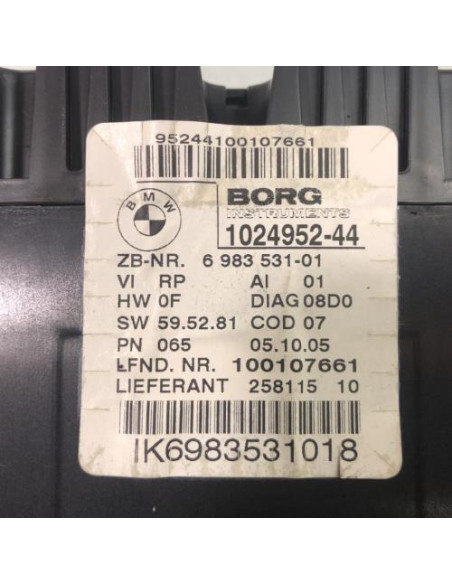 95244100107661
BMW
BORG
INSTRUMENTS
1024952-44
ZB-NR. 6 983 531-01
VI RP AI 01
HW 0F DIAG 08D0
SW 59.52.81 COD 07
PN 065 05.10.05
LFND. NR. 100107661
LIEFERANT 258115 10
IK6983531018